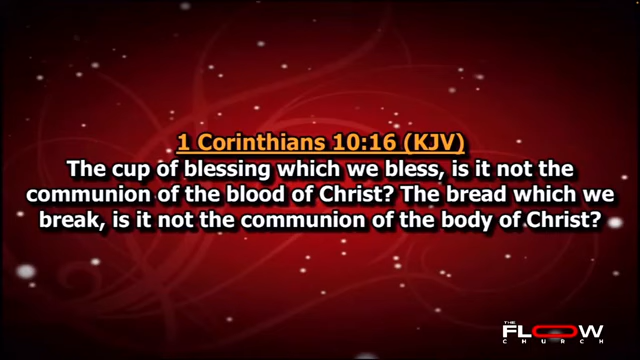 1 Corinthians 10:16 (KJV)
The cup of blessing which we bless, is it not the
communion of the blood of Christ? The bread which we
break, is it not the communion of the body of Christ?
THE
FLOW
CHURCH